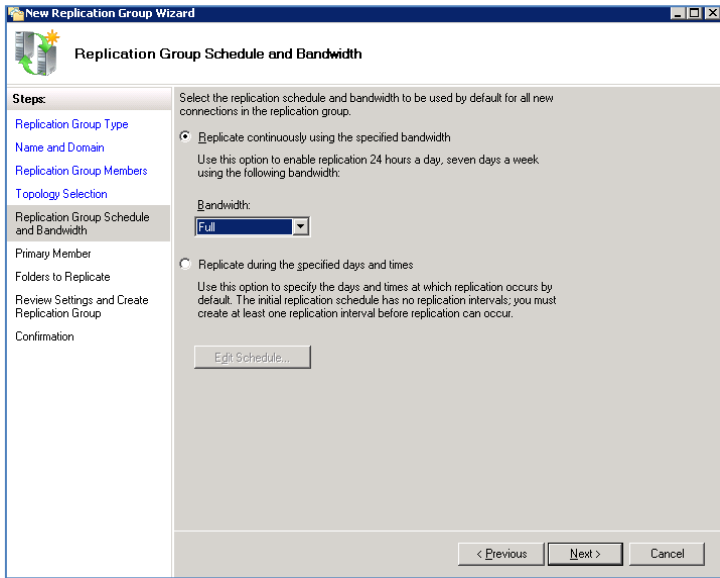 New Replication Group Wizard
Replication Group Schedule and Bandwidth
Steps:
Replication Group Type
Name and Domain
Replication Group Members
Topology Selection
Replication Group Schedule
and Bandwidth
Primary Member
Folders to Replicate
Review Settings and Create
Replication Group
Confirmation
Select the replication schedule and bandwidth to be used by default for all new
connections in the replication group.
Replicate continuously using the specified bandwidth
Use this option to enable replication 24 hours a day, seven days a week
using the following bandwidth:
Bandwidth:
Full
Replicate during the specified days and times
Use this option to specify the days and times at which replication occurs by
default. The initial replication schedule has no replication intervals; you must
create at least one replication interval before replication can occur.
Edit Schedule...
< Previous
Next >
Cancel